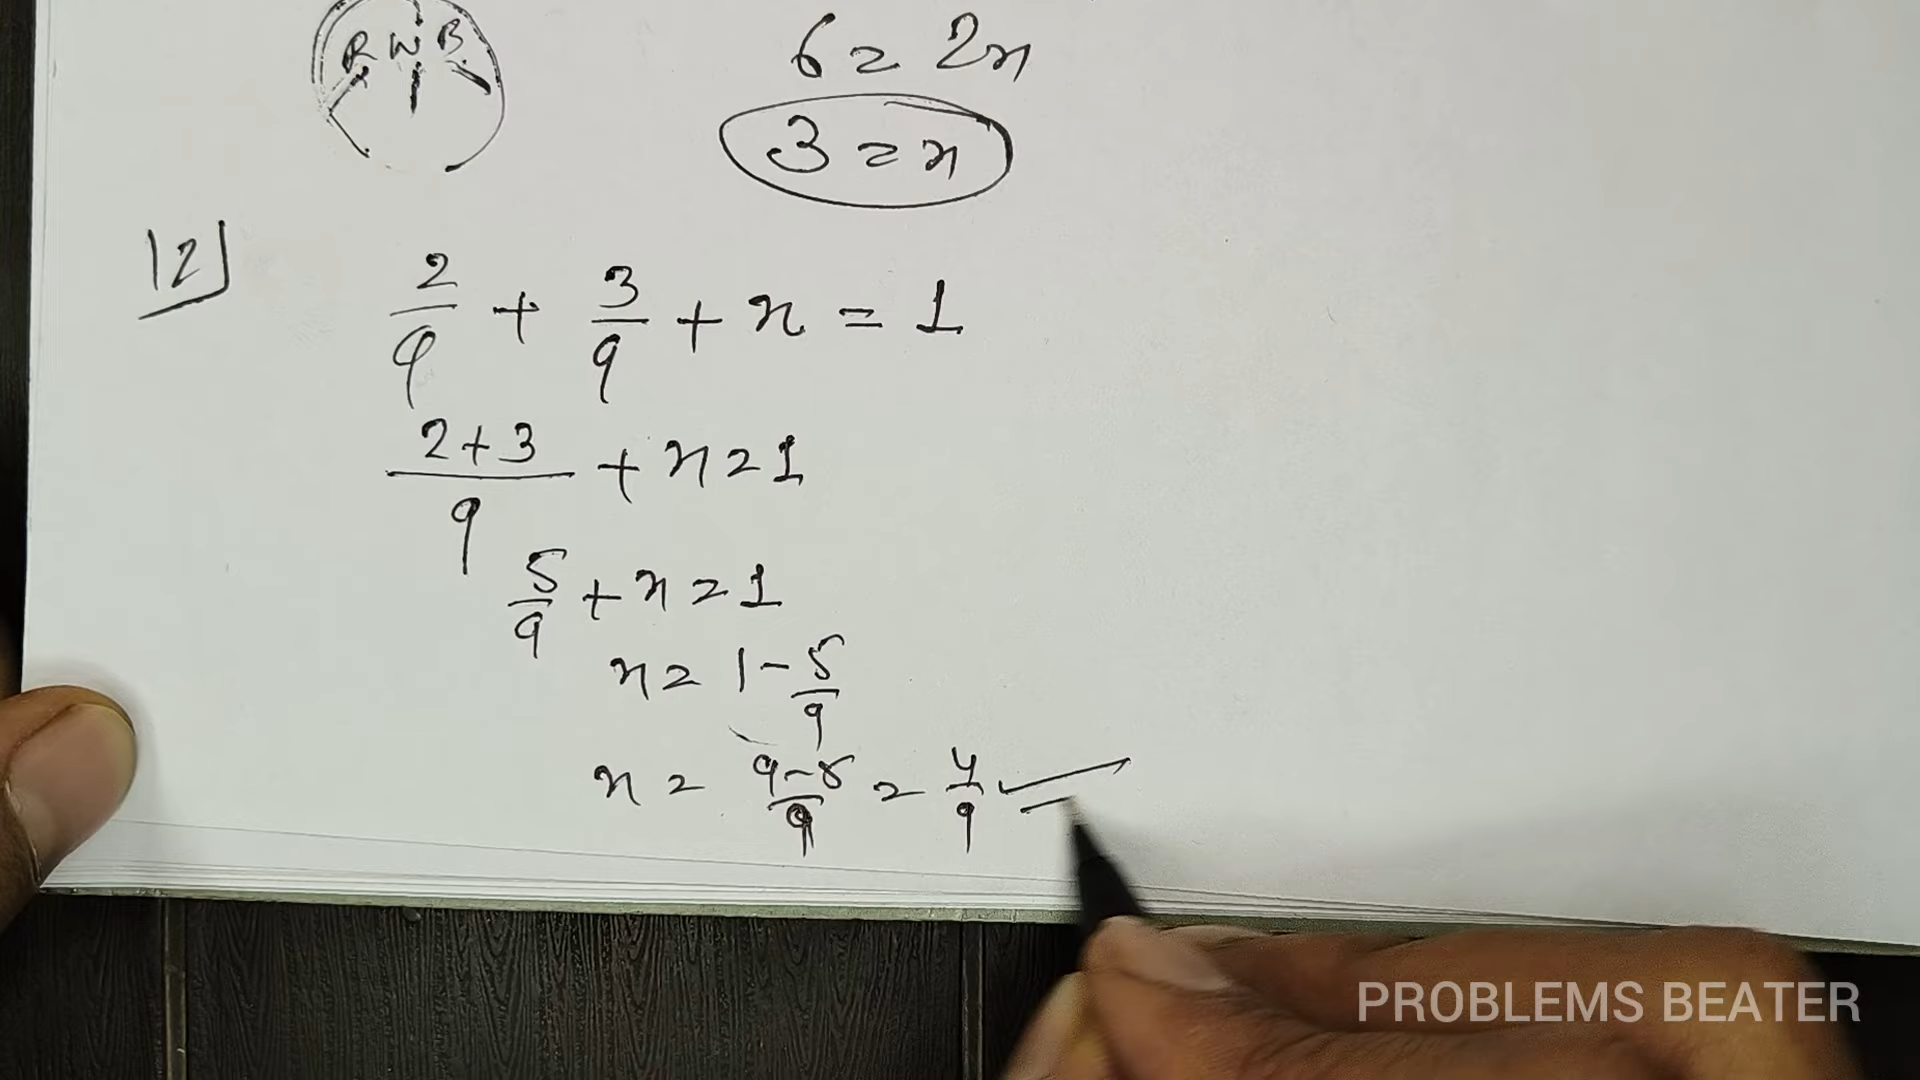 R W B
6 = 2x
3 = x
12
2/9 + 3/9 + x = 1
2+3/9 + x = 1
5/9 + x = 1
x = 1 - 5/9
x = 9-5/9 = 4/9
PROBLEMS BEATER